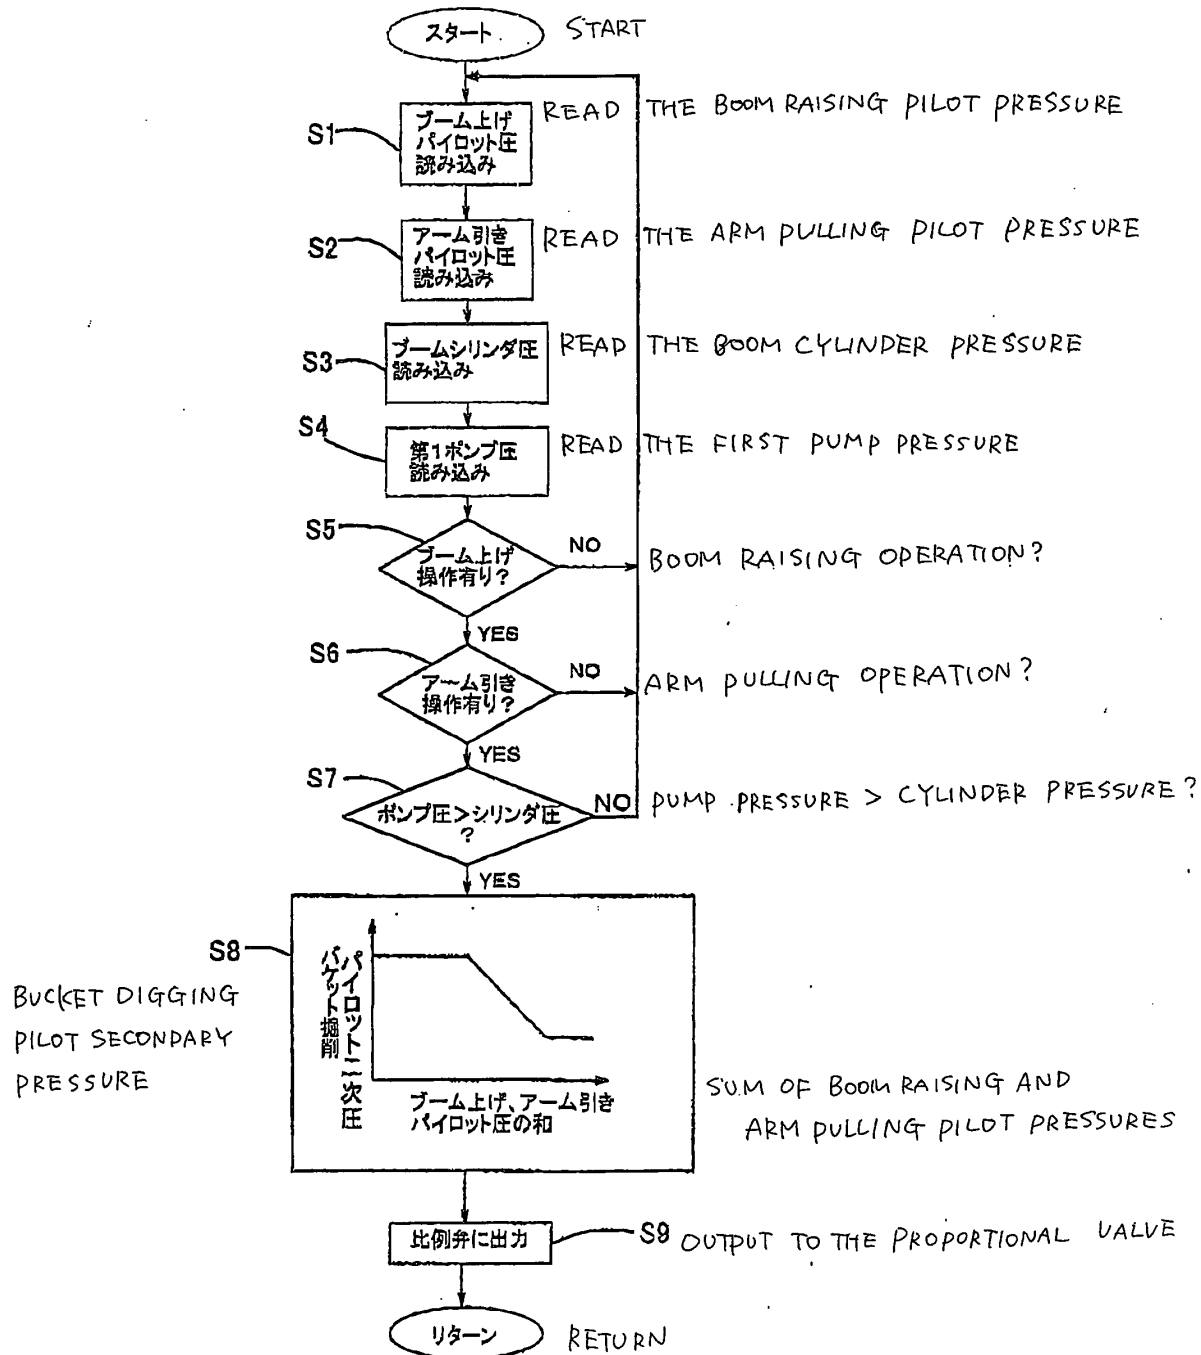 スタート START
S1 ブーム上げ READ THE BOOM RAISING PILOT PRESSURE
パイロット圧
読み込み
S2 アーム引き READ THE ARM PULLING PILOT PRESSURE
パイロット圧
読み込み
S3 ブームシリンダ圧 READ THE BOOM CYLINDER PRESSURE
読み込み
S4 第1ポンプ圧 READ THE FIRST PUMP PRESSURE
読み込み
S5 ブーム上げ NO BOOM RAISING OPERATION?
操作有り?
YES
S6 アーム引き NO ARM PULLING OPERATION?
操作有り?
YES
S7 ポンプ圧>シリンダ圧 NO PUMP PRESSURE > CYLINDER PRESSURE?
?
YES
S8
BUCKET DIGGING
PILOT SECONDARY
PRESSURE
バケット掘削
パイロット二次圧
ブーム上げ、アーム引き
パイロット圧の和
SUM OF BOOM RAISING AND
ARM PULLING PILOT PRESSURES
比例弁に出力 S9 OUTPUT TO THE PROPORTIONAL VALVE
リターン RETURN